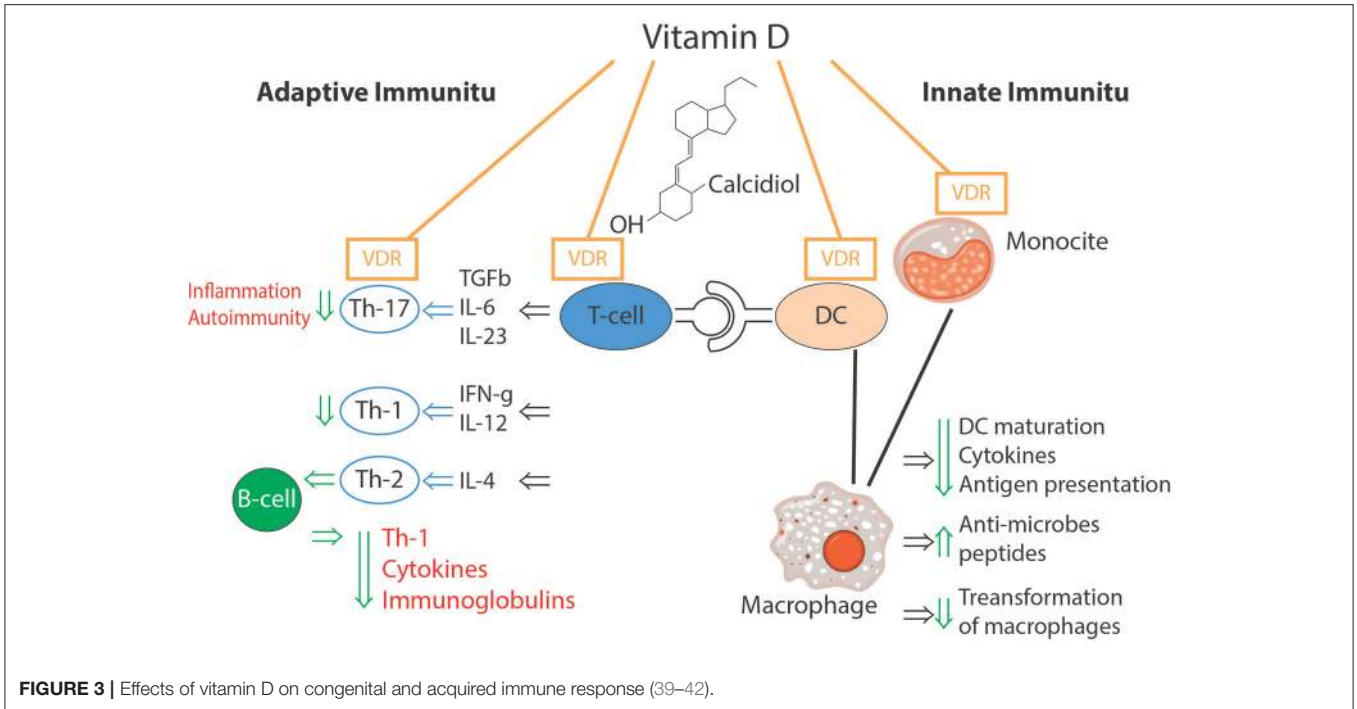 Vitamin D
Adaptive Immunitu
Innate Immunitu
Calcidiol
OH
VDR
VDR
VDR
VDR
Monocite
Inflammation
Autoimmunity
Th-17
TGFb
IL-6
IL-23
T-cell
DC
Th-1
IFN-g
IL-12
Th-2
IL-4
B-cell
Th-1
Cytokines
Immunoglobulins
Macrophage
DC maturation
Cytokines
Antigen presentation
Anti-microbes
peptides
Treansformation
of macrophages
FIGURE 3 | Effects of vitamin D on congenital and acquired immune response (39–42).